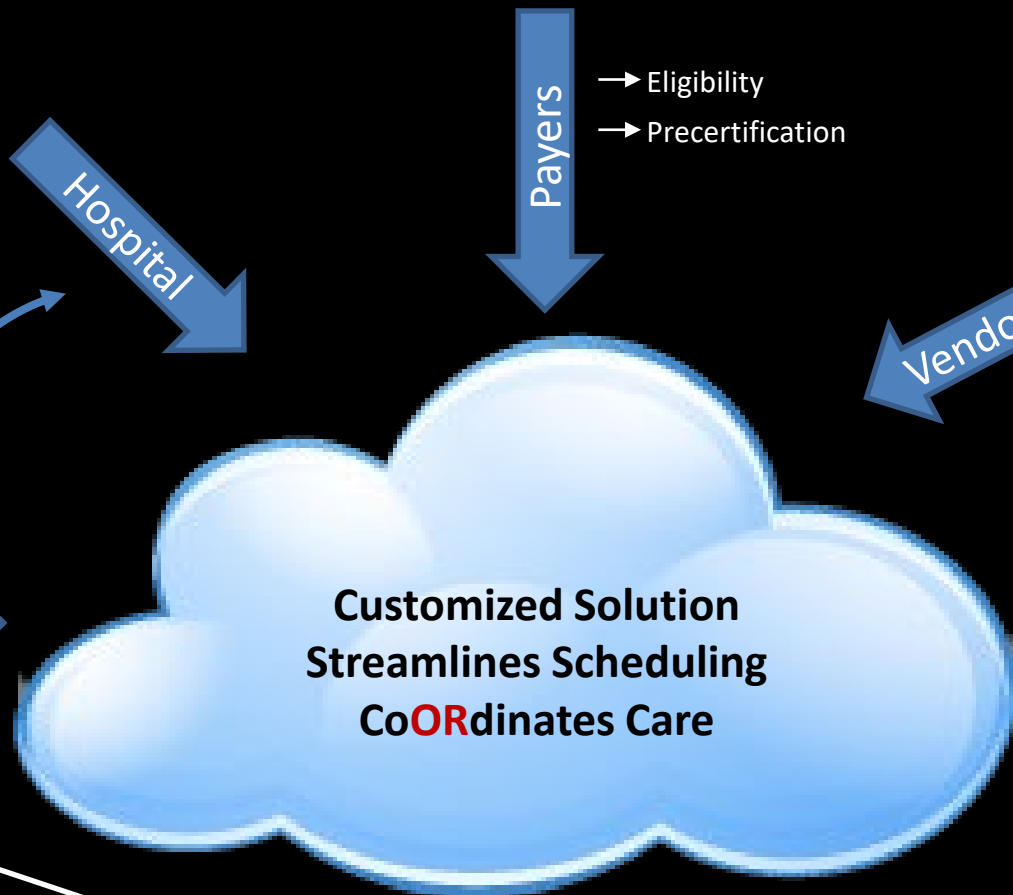 Eligibility
Precertification
Payers
Hospital
Customized Solution
Streamlines Scheduling
CoORdinates Care